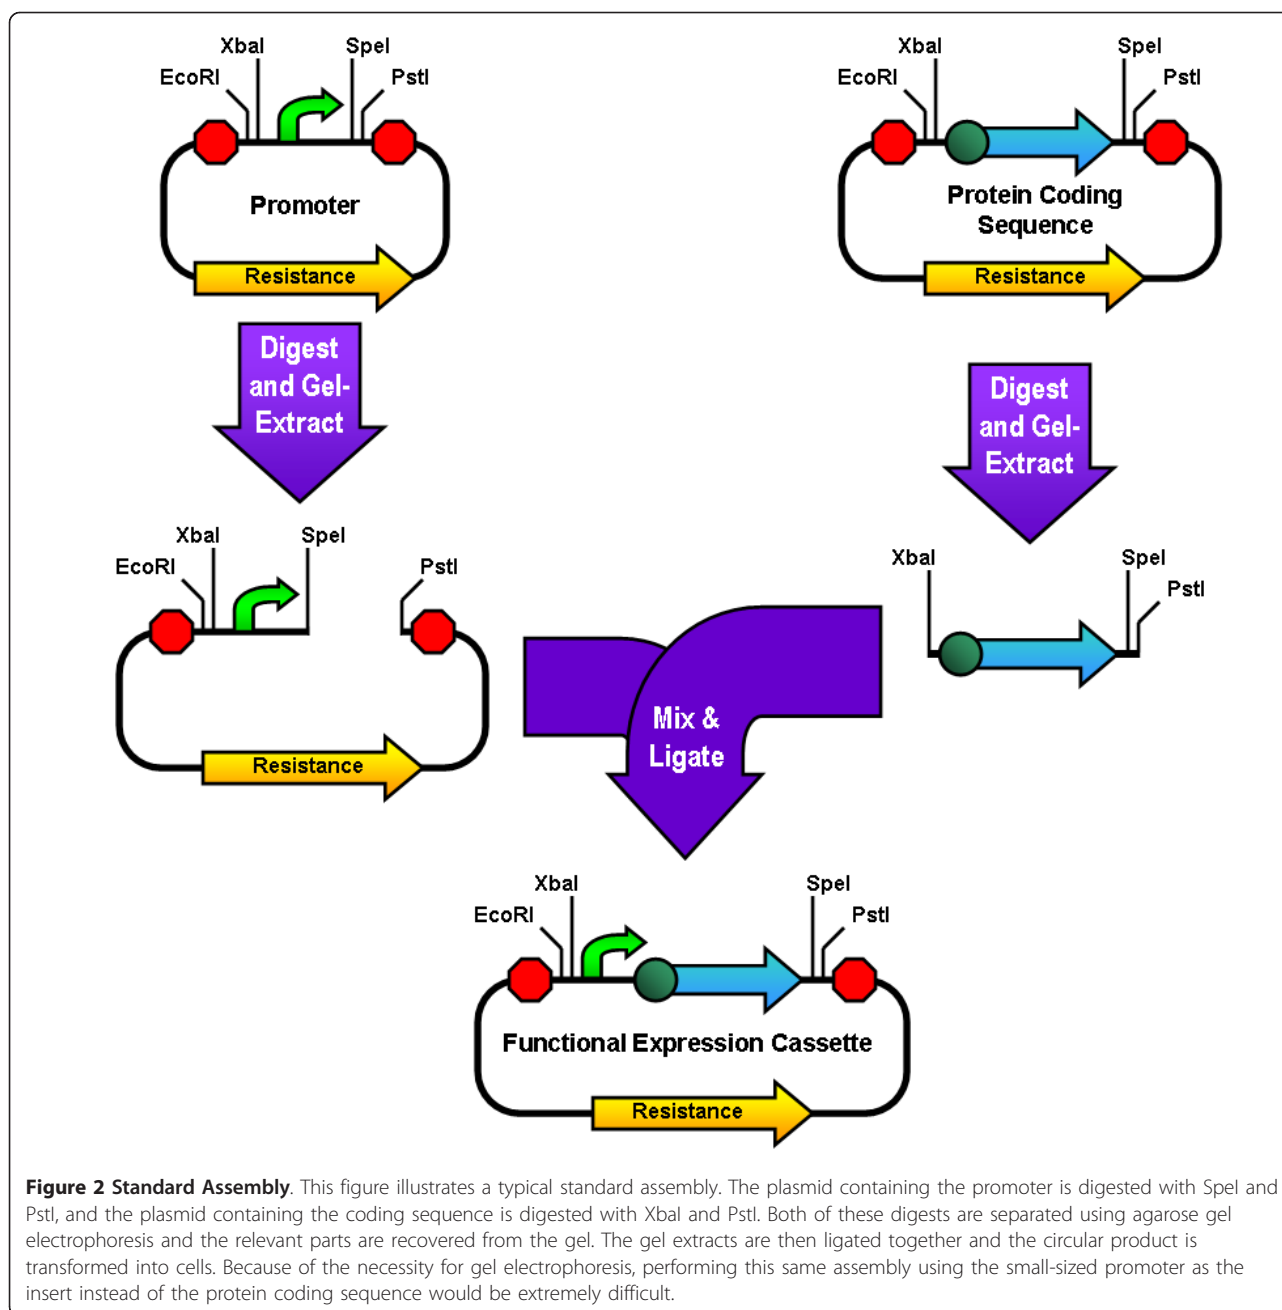 XbaI
SpeI
EcoRI
PstI
Promoter
Resistance
XbaI
SpeI
EcoRI
PstI
Protein Coding
Sequence
Resistance
Digest
and Gel-
Extract
Digest
and Gel-
Extract
XbaI
SpeI
EcoRI
PstI
Resistance
XbaI
SpeI
PstI
Mix &
Ligate
XbaI
SpeI
EcoRI
PstI
Functional Expression Cassette
Resistance
Figure 2 Standard Assembly. This figure illustrates a typical standard assembly. The plasmid containing the promoter is digested with SpeI and
PstI, and the plasmid containing the coding sequence is digested with XbaI and PstI. Both of these digests are separated using agarose gel
electrophoresis and the relevant parts are recovered from the gel. The gel extracts are then ligated together and the circular product is
transformed into cells. Because of the necessity for gel electrophoresis, performing this same assembly using the small-sized promoter as the
insert instead of the protein coding sequence would be extremely difficult.